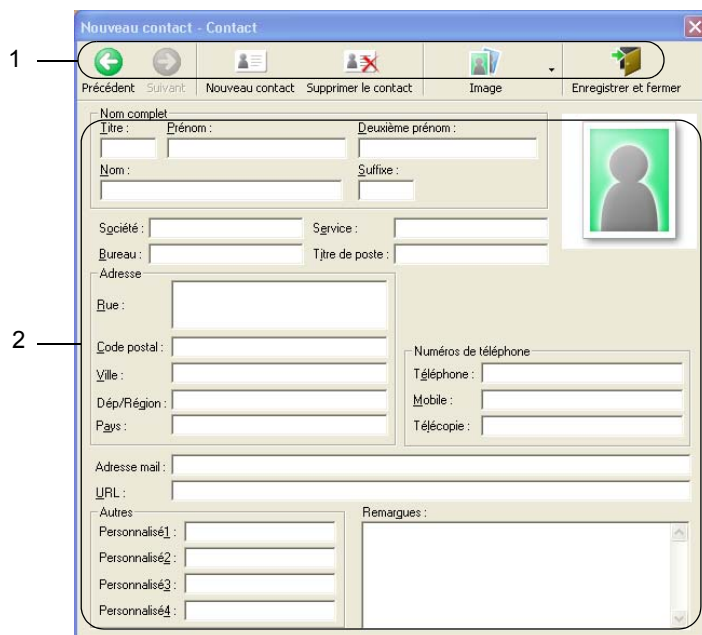 Nouveau contact - Contact
1
Précédent Suivant Nouveau contact Supprimer le contact Image Enregistrer et fermer
Nom complet
Titre : Prénom : Deuxième prénom :
Nom : Suffixe :
Société : Service :
Bureau : Titre de poste :
Adresse
Rue :
2
Code postal :
Numéros de téléphone
Ville : Téléphone :
Dép/Région : Mobile :
Pays : Télécopie :
Adresse mail :
URL :
Autres Remarques :
Personnalisé1 :
Personnalisé2 :
Personnalisé3 :
Personnalisé4 :